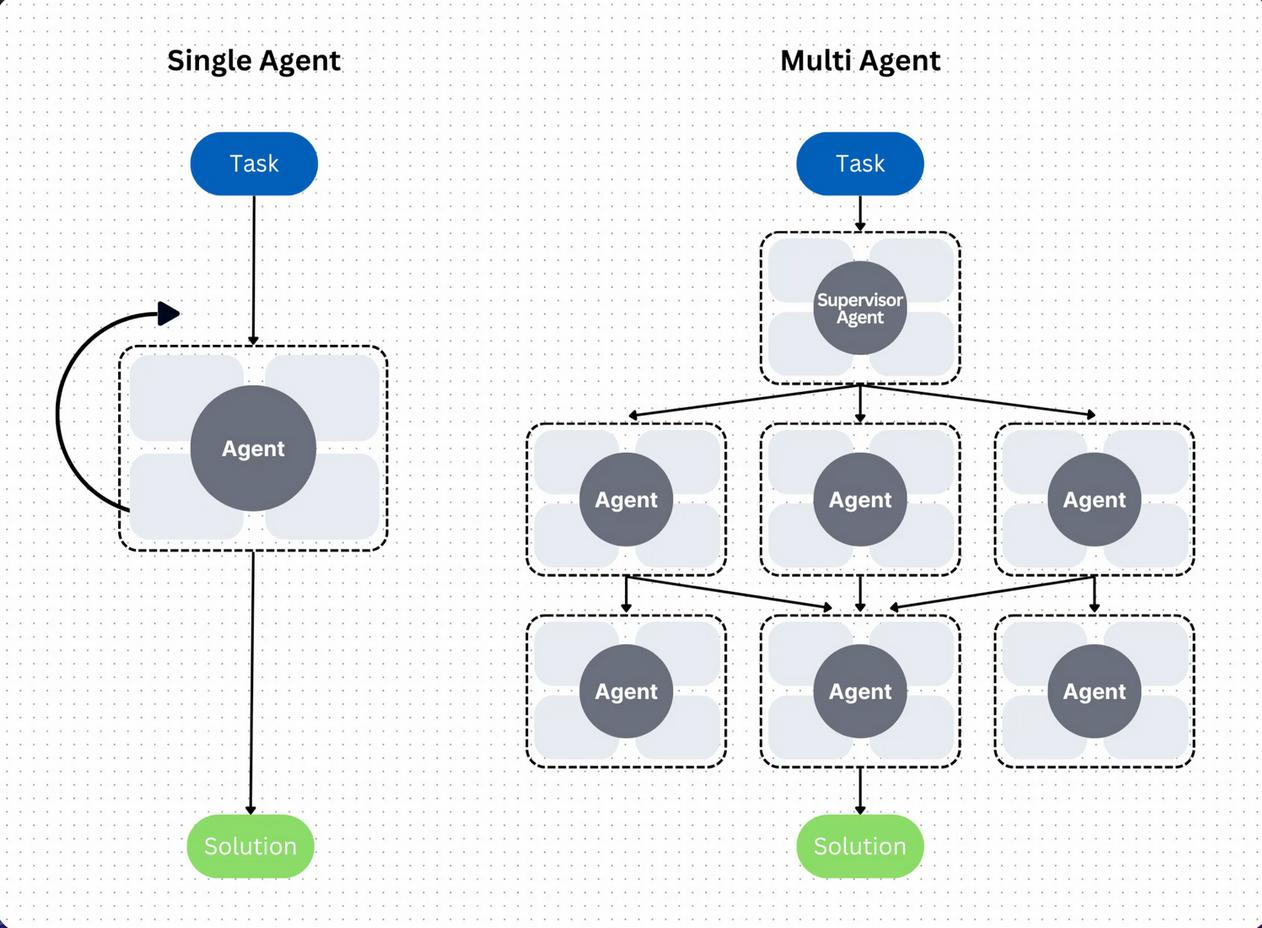 Single Agent
Multi Agent
Task
Task
Supervisor
Agent
Agent
Agent
Agent
Agent
Agent
Agent
Agent
Solution
Solution